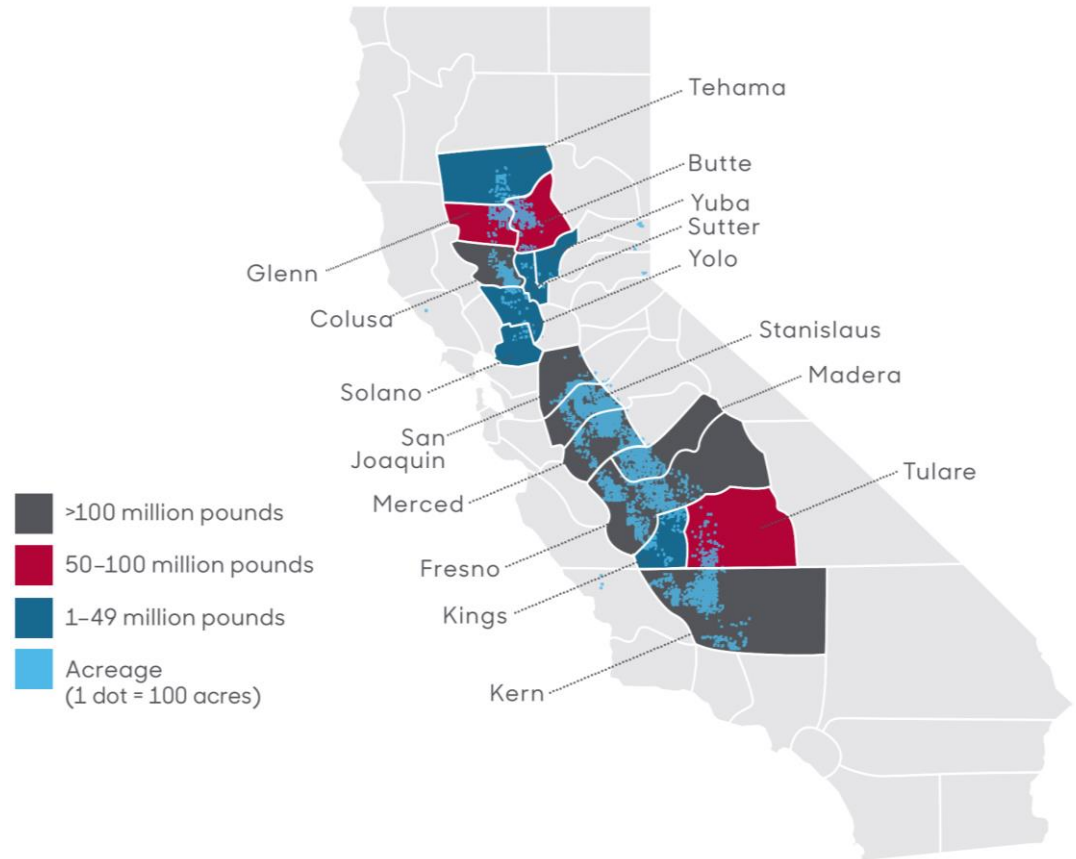 Tehama
Butte
Yuba
Sutter
Yolo
Glenn
Colusa
Stanislaus
Solano
Madera
San
Joaquin
Merced
Tulare
Fresno
Kings
Kern
>100 million pounds
50–100 million pounds
1–49 million pounds
Acreage
(1 dot = 100 acres)